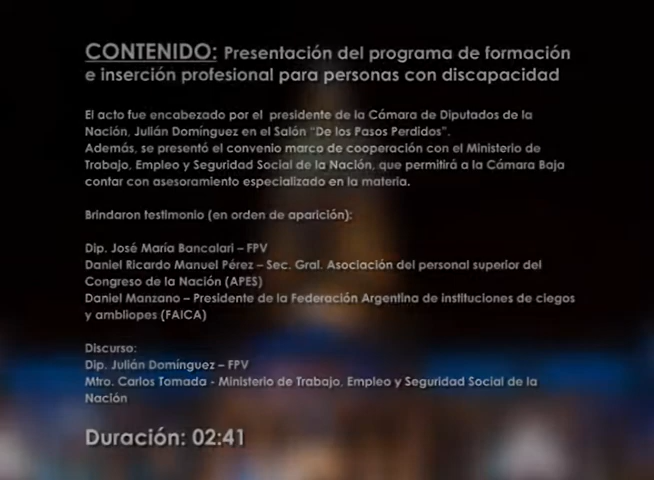 CONTENIDO: Presentación del programa de formación
e inserción profesional para personas con discapacidad
El acto fue encabezado por el presidente de la Cámara de Diputados de la
Nación, Julián Domínguez en el Salón “De los Pasos Perdidos”.
Además, se presentó el convenio marco de cooperación con el Ministerio de
Trabajo, Empleo y Seguridad Social de la Nación, que permitirá a la Cámara Baja
contar con asesoramiento especializado en la materia.
Brindaron testimonio (en orden de aparición):
Dip. José María Bancalari – FPV
Daniel Ricardo Manuel Pérez – Sec. Gral. Asociación del personal superior del
Congreso de la Nación (APES)
Daniel Manzano – Presidente de la Federación Argentina de instituciones de ciegos
y ambliopes (FAICA)
Discurso:
Dip. Julián Domínguez – FPV
Mtro. Carlos Tomada - Ministerio de Trabajo, Empleo y Seguridad Social de la
Nación
Duración: 02:41